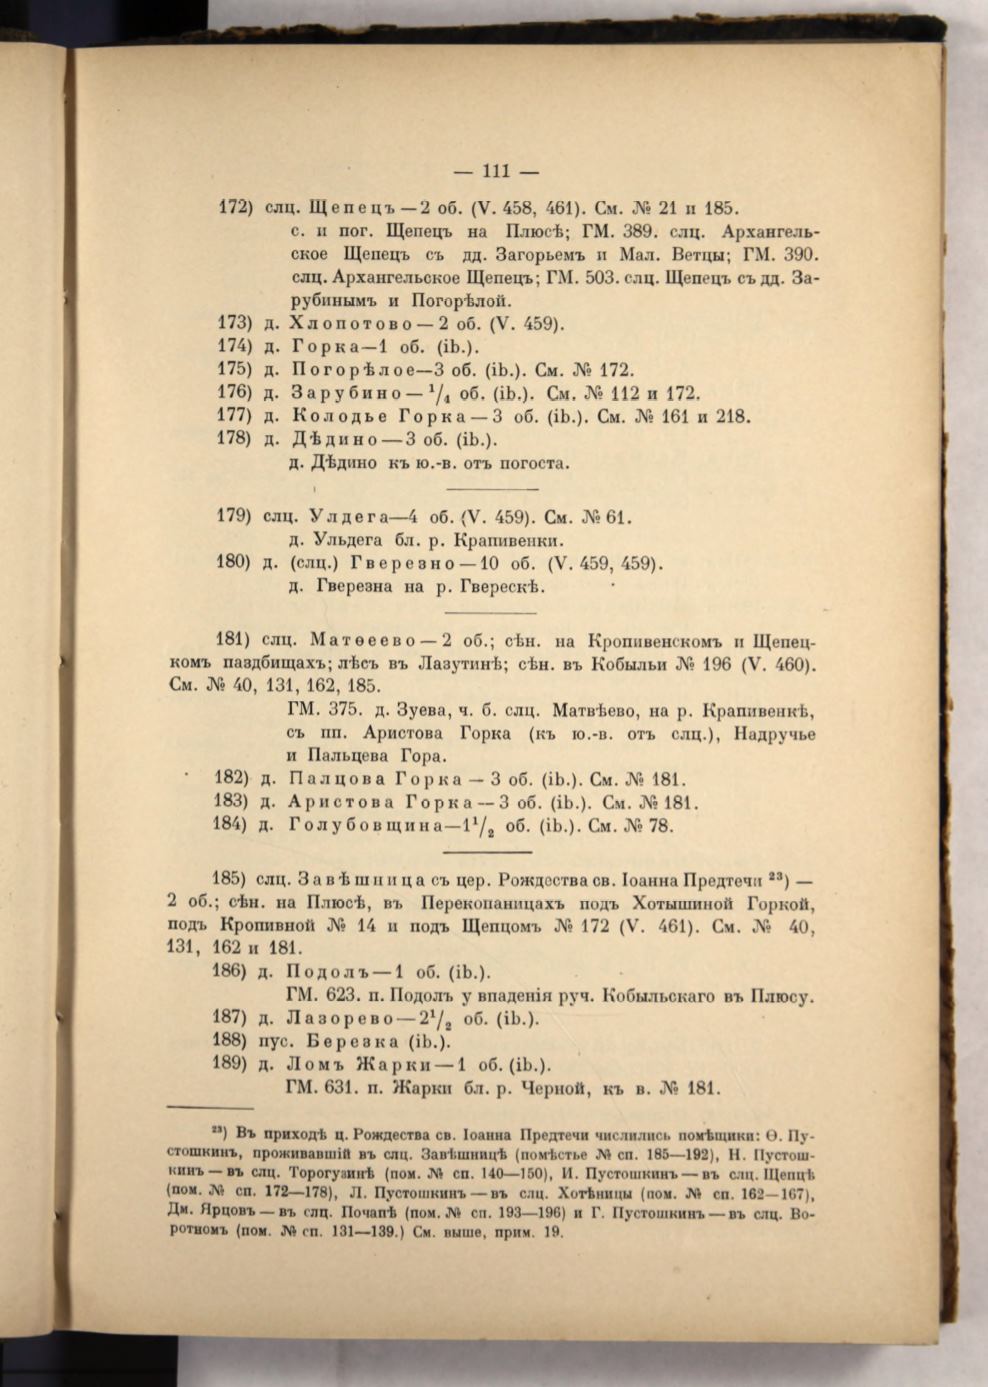 — 111 —
172) слц. Щепецъ — 2 об. (V. 458, 461). См. № 21 и 185.
с. и пог. Щепецъ на Плюсѣ; ГМ. 389. слц. Архангель-
ское Щепецъ съ дд. Загорьемъ и Мал. Ветцы; ГМ. 390.
слц. Архангельское Щепецъ; ГМ. 503. слц. Щепецъ съ дд. За-
рубинымъ и Погорѣлой.
173) д. Хлопотово — 2 об. (V. 459).
174) д. Горка—1 об. (ib.).
175) д. Погорѣлое—3 об. (ib.). См. № 172.
176) д. Зарубино — ¹/₄ об. (ib.). См. № 112 и 172.
177) д. Колодье Горка — 3 об. (ib.). См. № 161 и 218.
178) д. Дѣдино — 3 об. (ib.).
д. Дѣдино къ ю.-в. отъ погоста.
179) слц. Улдега—4 об. (V. 459). См. № 61.
д. Ульдега бл. р. Крапивенки.
180) д. (слц.) Гверезно — 10 об. (V. 459, 459).
д. Гверезна на р. Гверескѣ.
181) слц. Матѳеево — 2 об.; сѣн. на Кропивенскомъ и Щепец-
комъ паздбищахъ; лѣсъ въ Лазутинѣ; сѣн. въ Кобыльи № 196 (V. 460).
См. № 40, 131, 162, 185.
ГМ. 375. д. Зуева, ч. б. слц. Матвѣево, на р. Крапивенкѣ,
съ пп. Аристова Горка (къ ю.-в. отъ слц.), Надручье
и Пальцева Гора.
182) д. Палцова Горка — 3 об. (ib.). См. № 181.
183) д. Аристова Горка — 3 об. (ib.). См. № 181.
184) д. Голубовщина—1¹/₂ об. (ib.). См. № 78.
185) слц. Завѣшница съ цер. Рождества св. Іоанна Предтечи ²³) —
2 об.; сѣн. на Плюсѣ, въ Перекопаницахъ подъ Хотышиной Горкой,
подъ Кропивной № 14 и подъ Щепцомъ № 172 (V. 461). См. № 40,
131, 162 и 181.
186) д. Подолъ — 1 об. (ib.).
ГМ. 623. п. Подолъ у впаденія руч. Кобыльскаго въ Плюсу.
187) д. Лазорево — 2¹/₂ об. (ib.).
188) пус. Березка (ib.).
189) д. Ломъ Жарки — 1 об. (ib.).
ГМ. 631. п. Жарки бл. р. Черной, къ в. № 181.
²³) Въ приходѣ ц. Рождества св. Іоанна Предтечи числились помѣщики: Ѳ. Пу-
стошкинъ, проживавшій въ слц. Завѣшницѣ (помѣстье № сп. 185—192), Н. Пустош-
кинъ — въ слц. Торогузинѣ (пом. № сп. 140—150), И. Пустошкинъ — въ слц. Щепцѣ
(пом. № сп. 172—178), Л. Пустошкинъ — въ слц. Хотѣницы (пом. № сп. 162—167),
Дм. Ярцовъ — въ слц. Почапѣ (пом. № сп. 193—196) и Г. Пустошкинъ — въ слц. Во-
ротномъ (пом. № сп. 131—139.) См. выше, прим. 19.